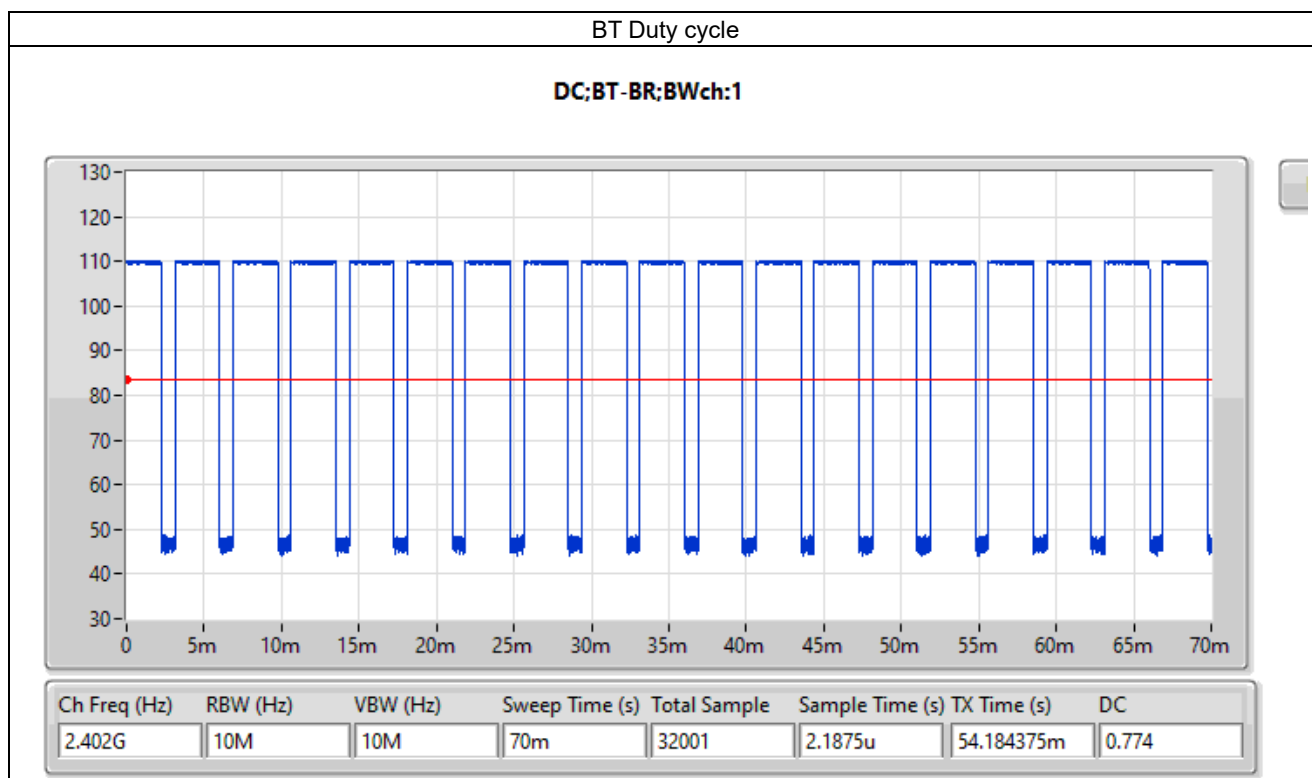 BT Duty cycle
DC;BT-BR;BWch:1
130
120
110
100
90
80
70
60
50
40
30
0 5m 10m 15m 20m 25m 30m 35m 40m 45m 50m 55m 60m 65m 70m
Ch Freq (Hz) RBW (Hz) VBW (Hz) Sweep Time (s) Total Sample Sample Time (s) TX Time (s) DC
2.402G 10M 10M 70m 32001 2.1875u 54.184375m 0.774